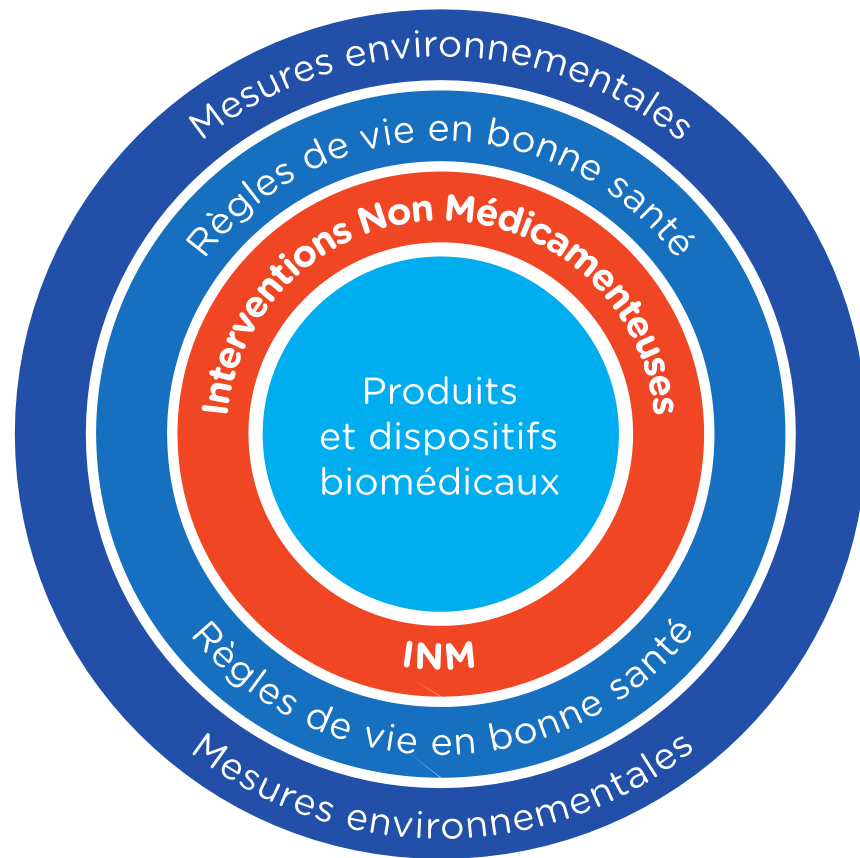 Mesures environnementales
Règles de vie en bonne santé
Interventions Non Médicamenteuses
Produits
et dispositifs
biomédicaux
INM
Règles de vie en bonne santé
Mesures environnementales